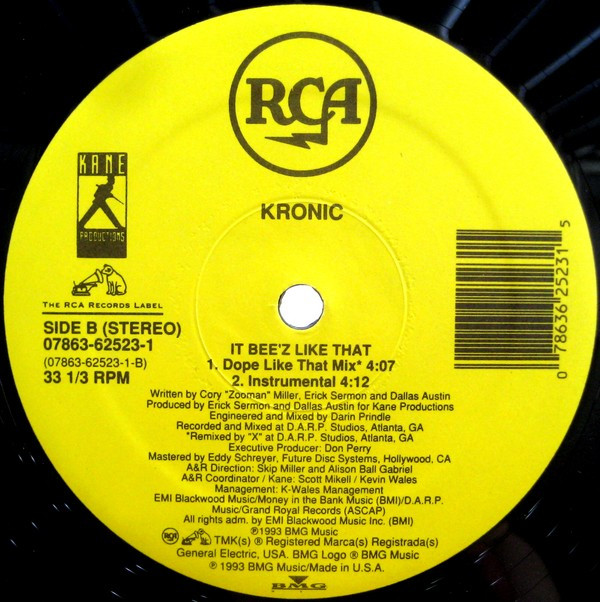 RCA
KANE
PRODUCTIONS
KRONIC
THE RCA RECORDS LABEL
SIDE B (STEREO)
07863-62523-1
(07863-62523-1-B)
33 1/3 RPM
0 78636 25231 5
IT BEE'Z LIKE THAT
1. Dope Like That Mix* 4:07
2. Instrumental 4:12
Written by Cory "Zooman" Miller, Erick Sermon and Dallas Austin
Produced by Erick Sermon and Dallas Austin for Kane Productions
Engineered and Mixed by Darin Prindle
Recorded and Mixed at D.A.R.P. Studios, Atlanta, GA
*Remixed by "X" at D.A.R.P. Studios, Atlanta, GA
Executive Producer: Don Perry
Mastered by Eddy Schreyer, Future Disc Systems, Hollywood, CA
A&R Direction: Skip Miller and Alison Ball Gabriel
A&R Coordinator / Kane: Scott Mikell / Kevin Wales
Management: K-Wales Management
EMI Blackwood Music/Money in the Bank Music (BMI)/D.A.R.P.
Music/Grand Royal Records (ASCAP)
All rights adm. by EMI Blackwood Music Inc. (BMI)
℗1993 BMG Music
RCA TMK(s) ® Registered Marca(s) Registrada(s)
General Electric, USA. BMG Logo ® BMG Music
℗ 1993 BMG Music/Made in U.S.A.
BMG